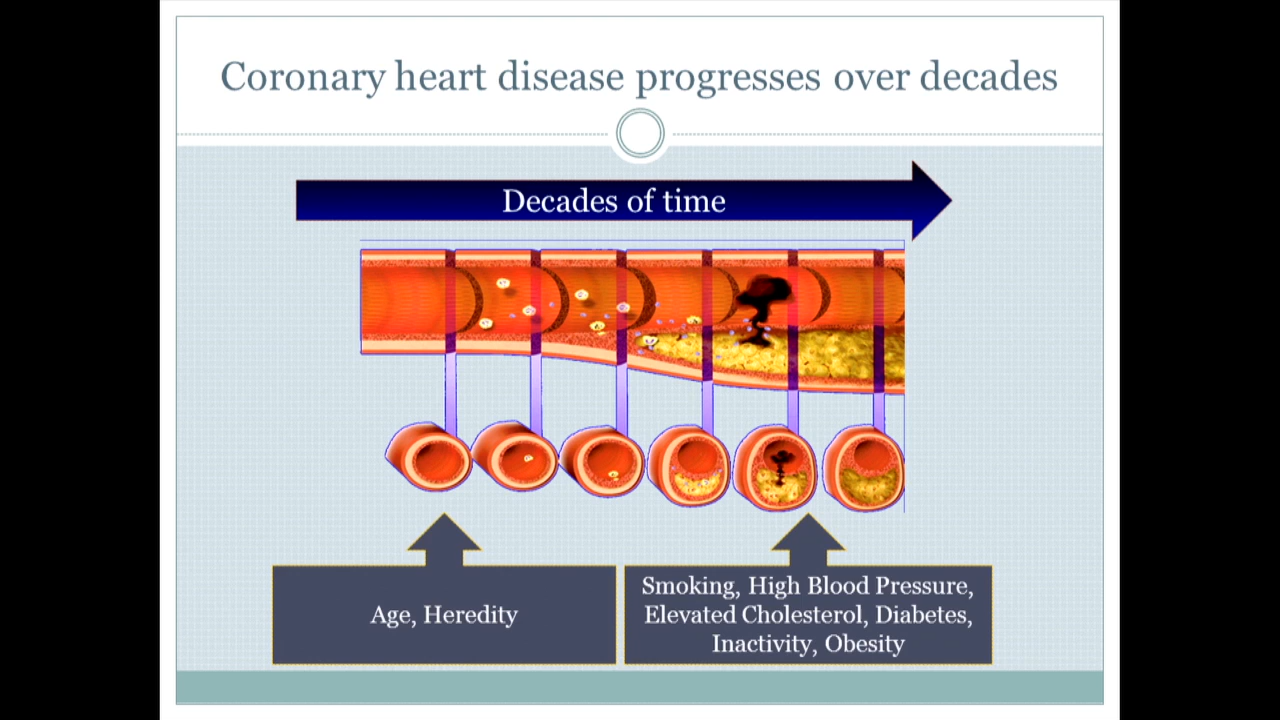 Coronary heart disease progresses over decades
Decades of time
Age, Heredity
Smoking, High Blood Pressure,
Elevated Cholesterol, Diabetes,
Inactivity, Obesity